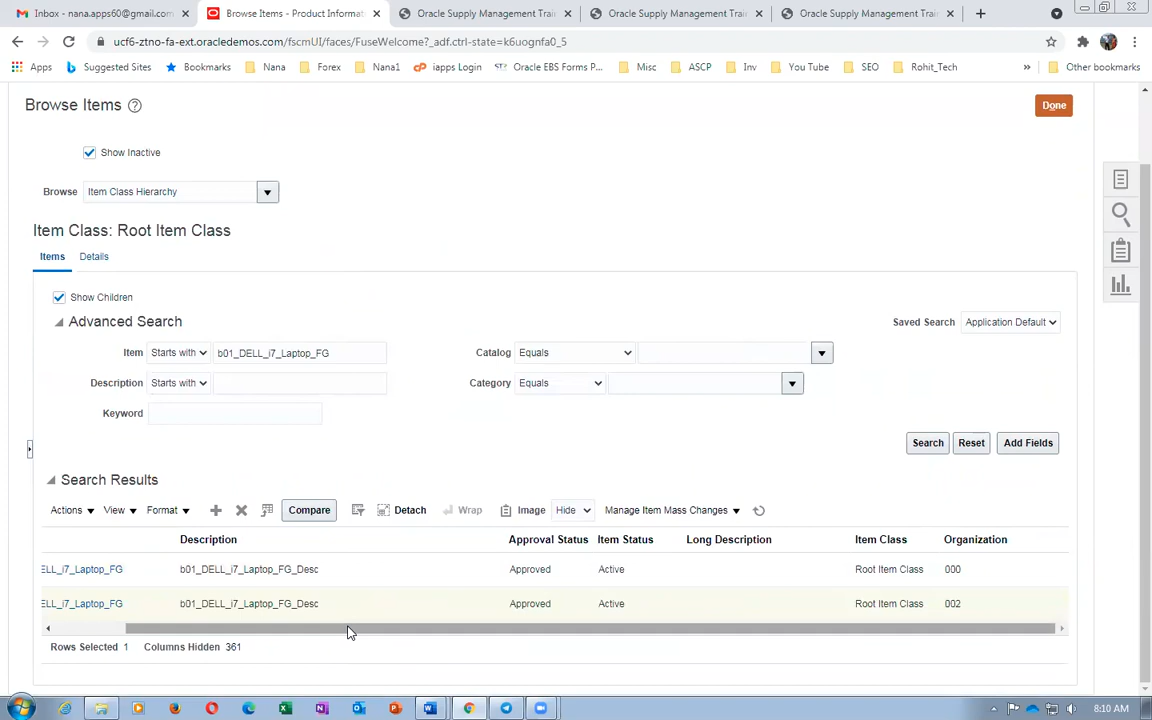 Inbox - nana.apps60@gmail.com
Browse Items - Product Informat
Oracle Supply Management Trai
Oracle Supply Management Trai
Oracle Supply Management Trai
ucf6-ztno-fa-ext.oracledemos.com/fscmUI/faces/FuseWelcome?_adf.ctrl-state=k6uognfa0_5
Apps Suggested Sites Bookmarks Nana Forex Nana1 iapps Login Oracle EBS Forms P... Misc ASCP Inv You Tube SEO Rohit_Tech » Other bookmarks
Browse Items ? Done
Show Inactive
Browse Item Class Hierarchy
Item Class: Root Item Class
Items Details
Show Children
Advanced Search Saved Search Application Default
Item Starts with b01_DELL_i7_Laptop_FG Catalog Equals
Description Starts with Category Equals
Keyword
Search Reset Add Fields
Search Results
Actions View Format Compare Detach Wrap Image Hide Manage Item Mass Changes
Description Approval Status Item Status Long Description Item Class Organization
ELL_i7_Laptop_FG b01_DELL_i7_Laptop_FG_Desc Approved Active Root Item Class 000
ELL_i7_Laptop_FG b01_DELL_i7_Laptop_FG_Desc Approved Active Root Item Class 002
Rows Selected 1 Columns Hidden 361
8:10 AM